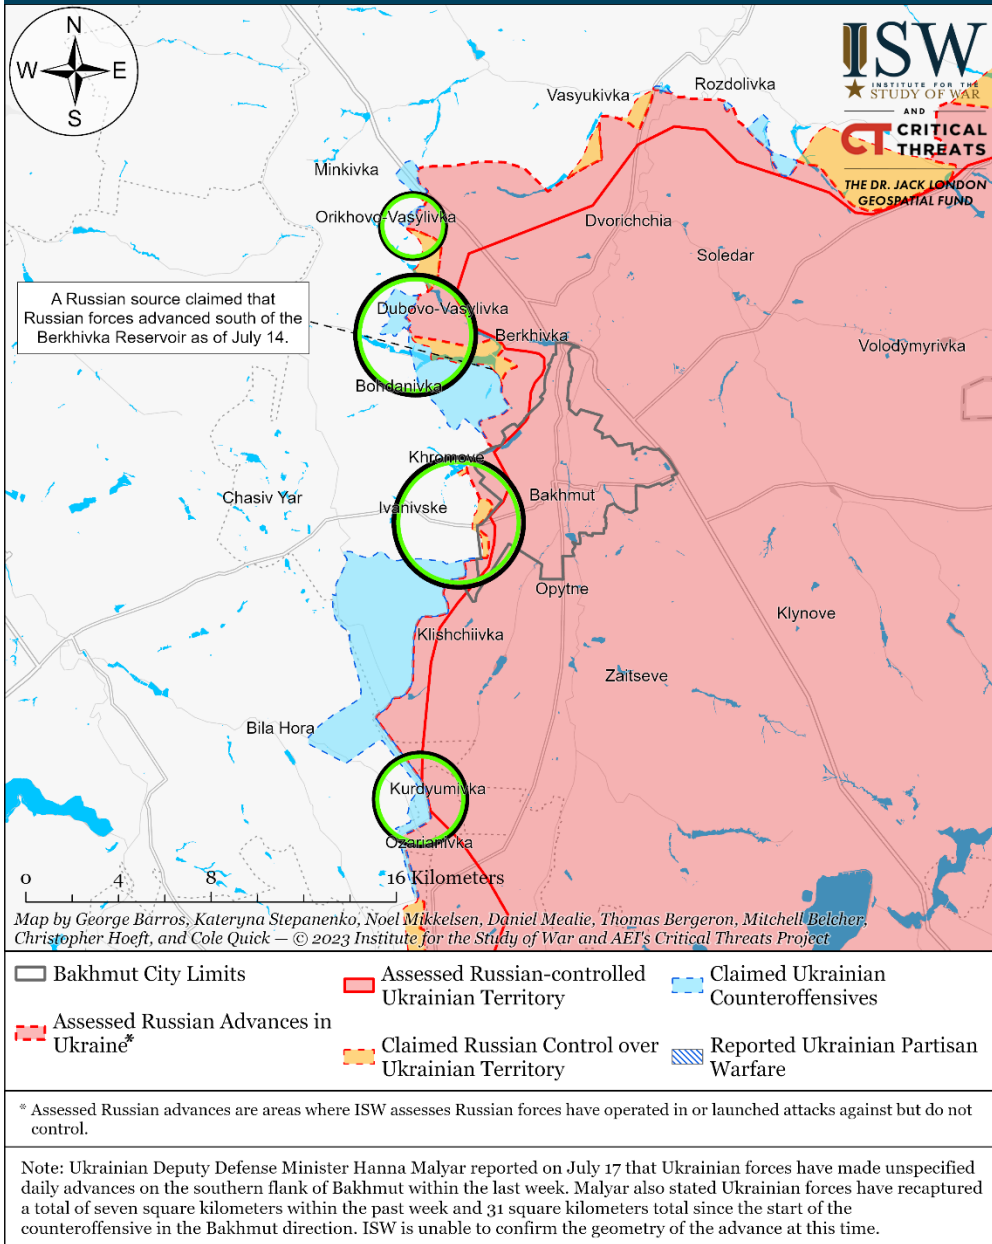 N
W E
S
ISW
INSTITUTE FOR THE
STUDY OF WAR
AND
CT CRITICAL
THREATS
THE DR. JACK LONDON
GEOSPATIAL FUND
Rozdolivka
Vasyukivka
Minkivka
Orikhovo-Vasylivka
Dvorichchia
Soledar
A Russian source claimed that
Russian forces advanced south of the
Berkhivka Reservoir as of July 14.
Dubovo-Vasylivka
Berkhivka
Volodymyrivka
Bohdanivka
Khromove
Chasiv Yar
Ivanivske
Bakhmut
Opytne
Klynove
Klishchiivka
Zaitseve
Bila Hora
Kurdyumivka
Ozarianivka
0 4 8 16 Kilometers
Map by George Barros, Kateryna Stepanenko, Noel Mikkelsen, Daniel Mealie, Thomas Bergeron, Mitchell Belcher,
Christopher Hoeft, and Cole Quick — © 2023 Institute for the Study of War and AEI's Critical Threats Project
Bakhmut City Limits
Assessed Russian Advances in
Ukraine*
Assessed Russian-controlled
Ukrainian Territory
Claimed Russian Control over
Ukrainian Territory
Claimed Ukrainian
Counteroffensives
Reported Ukrainian Partisan
Warfare
* Assessed Russian advances are areas where ISW assesses Russian forces have operated in or launched attacks against but do not
control.
Note: Ukrainian Deputy Defense Minister Hanna Malyar reported on July 17 that Ukrainian forces have made unspecified
daily advances on the southern flank of Bakhmut within the last week. Malyar also stated Ukrainian forces have recaptured
a total of seven square kilometers within the past week and 31 square kilometers total since the start of the
counteroffensive in the Bakhmut direction. ISW is unable to confirm the geometry of the advance at this time.